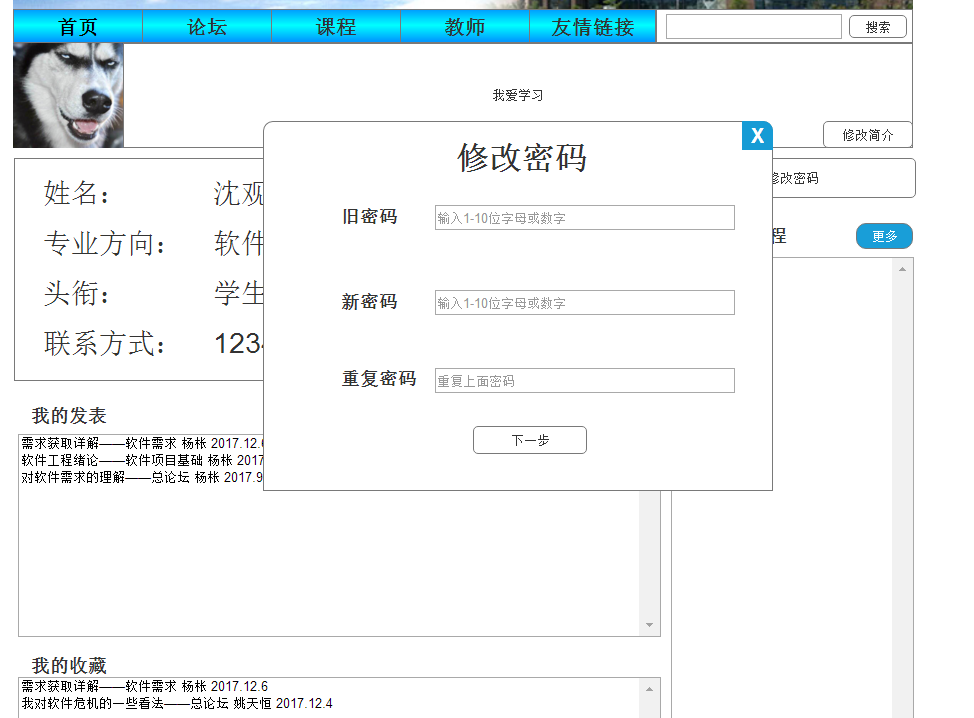 首页 论坛 课程 教师 友情链接 搜索
我爱学习
修改简介
修改密码
X
修改密码
旧密码 输入1-10位字母或数字
新密码 输入1-10位字母或数字
重复密码 重复上面密码
下一步
姓名： 沈观
专业方向： 软件
头衔： 学生
联系方式： 123
程 更多
我的发表
需求获取详解——软件需求 杨枨 2017.12.
软件工程绪论——软件项目基础 杨枨 2017
对软件需求的理解——总论坛 杨枨 2017.9
我的收藏
需求获取详解——软件需求 杨枨 2017.12.6
我对软件危机的一些看法——总论坛 姚天恒 2017.12.4